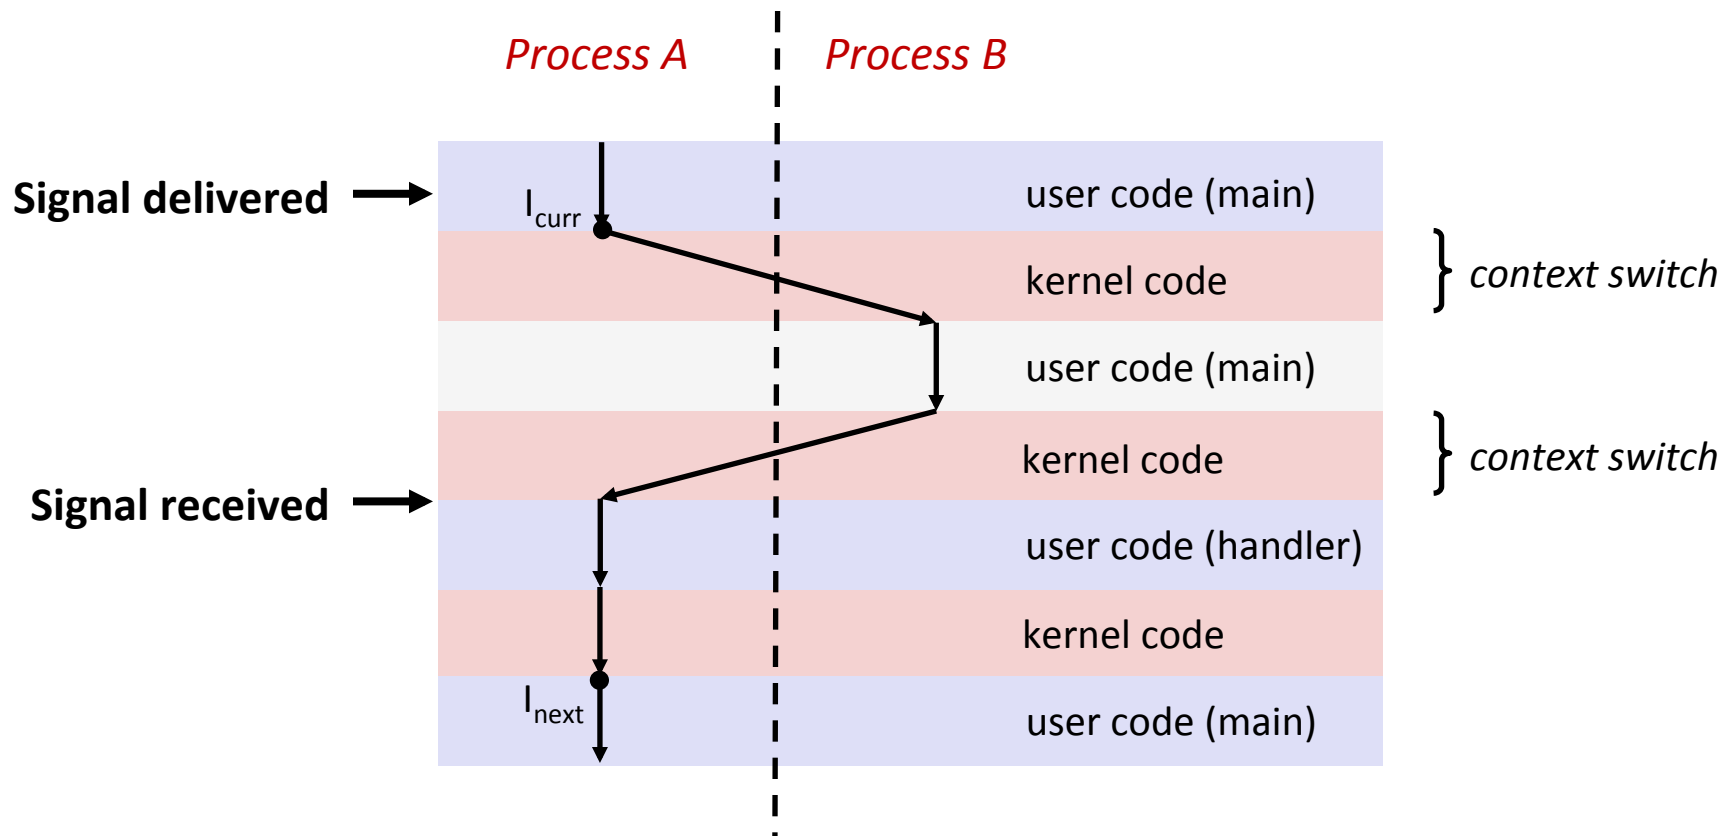 Process A
Process B
Signal delivered
user code (main)
Icurr
kernel code
context switch
user code (main)
kernel code
context switch
Signal received
user code (handler)
kernel code
Inext
user code (main)